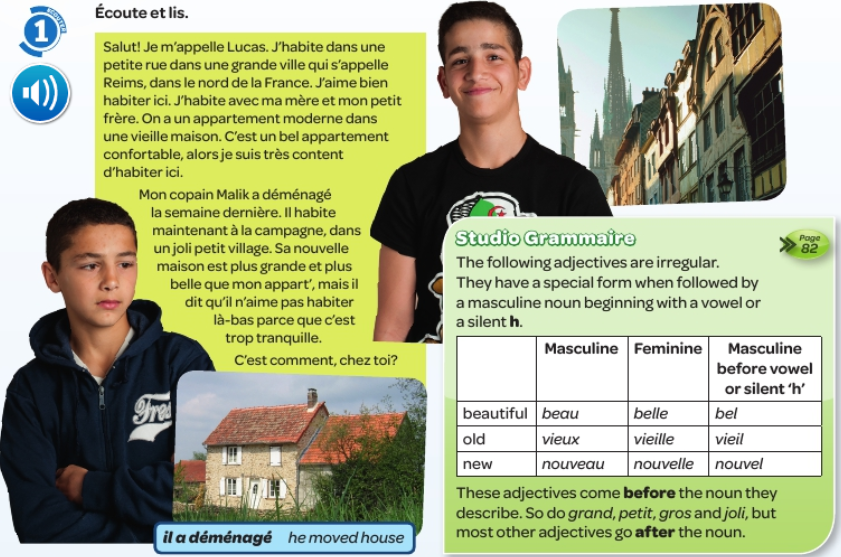 ÉCOUTER
1
Écoute et lis.
Salut! Je m'appelle Lucas. J'habite dans une
petite rue dans une grande ville qui s'appelle
Reims, dans le nord de la France. J'aime bien
habiter ici. J'habite avec ma mère et mon petit
frère. On a un appartement moderne dans
une vieille maison. C'est un bel appartement
confortable, alors je suis très content
d'habiter ici.
Mon copain Malik a déménagé
la semaine dernière. Il habite
maintenant à la campagne, dans
un joli petit village. Sa nouvelle
maison est plus grande et plus
belle que mon appart', mais il
dit qu'il n'aime pas habiter
là-bas parce que c'est
trop tranquille.
C'est comment, chez toi?
il a déménagé he moved house
Studio Grammaire
Page
82
The following adjectives are irregular.
They have a special form when followed by
a masculine noun beginning with a vowel or
a silent h.
Masculine Feminine Masculine
before vowel
or silent 'h'
beautiful beau belle bel
old vieux vieille vieil
new nouveau nouvelle nouvel
These adjectives come before the noun they
describe. So do grand, petit, gros and joli, but
most other adjectives go after the noun.